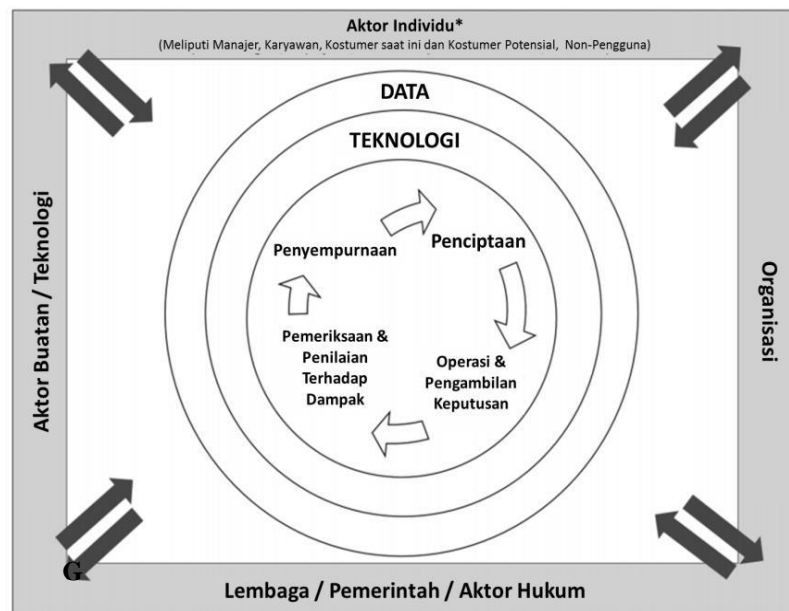 Aktor Individu*
(Meliputi Manajer, Karyawan, Kostumer saat ini dan Kostumer Potensial, Non-Pengguna)
DATA
TEKNOLOGI
Penyempurnaan
Penciptaan
Pemeriksaan &
Penilaian
Terhadap
Dampak
Operasi &
Pengambilan
Keputusan
Aktor Buatan / Teknologi
Organisasi
G
Lembaga / Pemerintah / Aktor Hukum